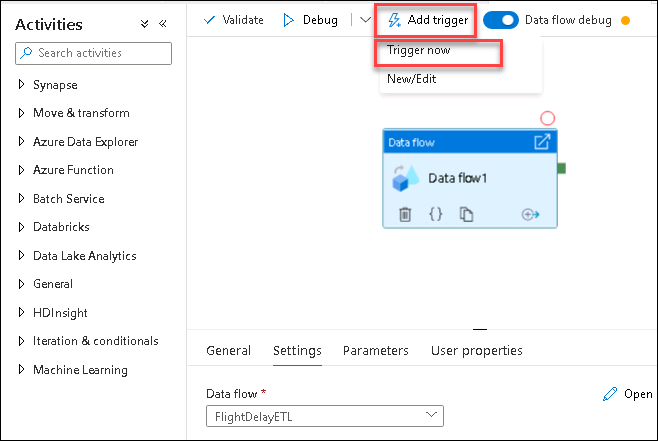 Activities
Search activities
Synapse
Move & transform
Azure Data Explorer
Azure Function
Batch Service
Databricks
Data Lake Analytics
General
HDInsight
Iteration & conditionals
Machine Learning
Validate Debug Add trigger Data flow debug
Trigger now
New/Edit
Data flow
Data flow1
{}
General Settings Parameters User properties
Data flow * Open
FlightDelayETL